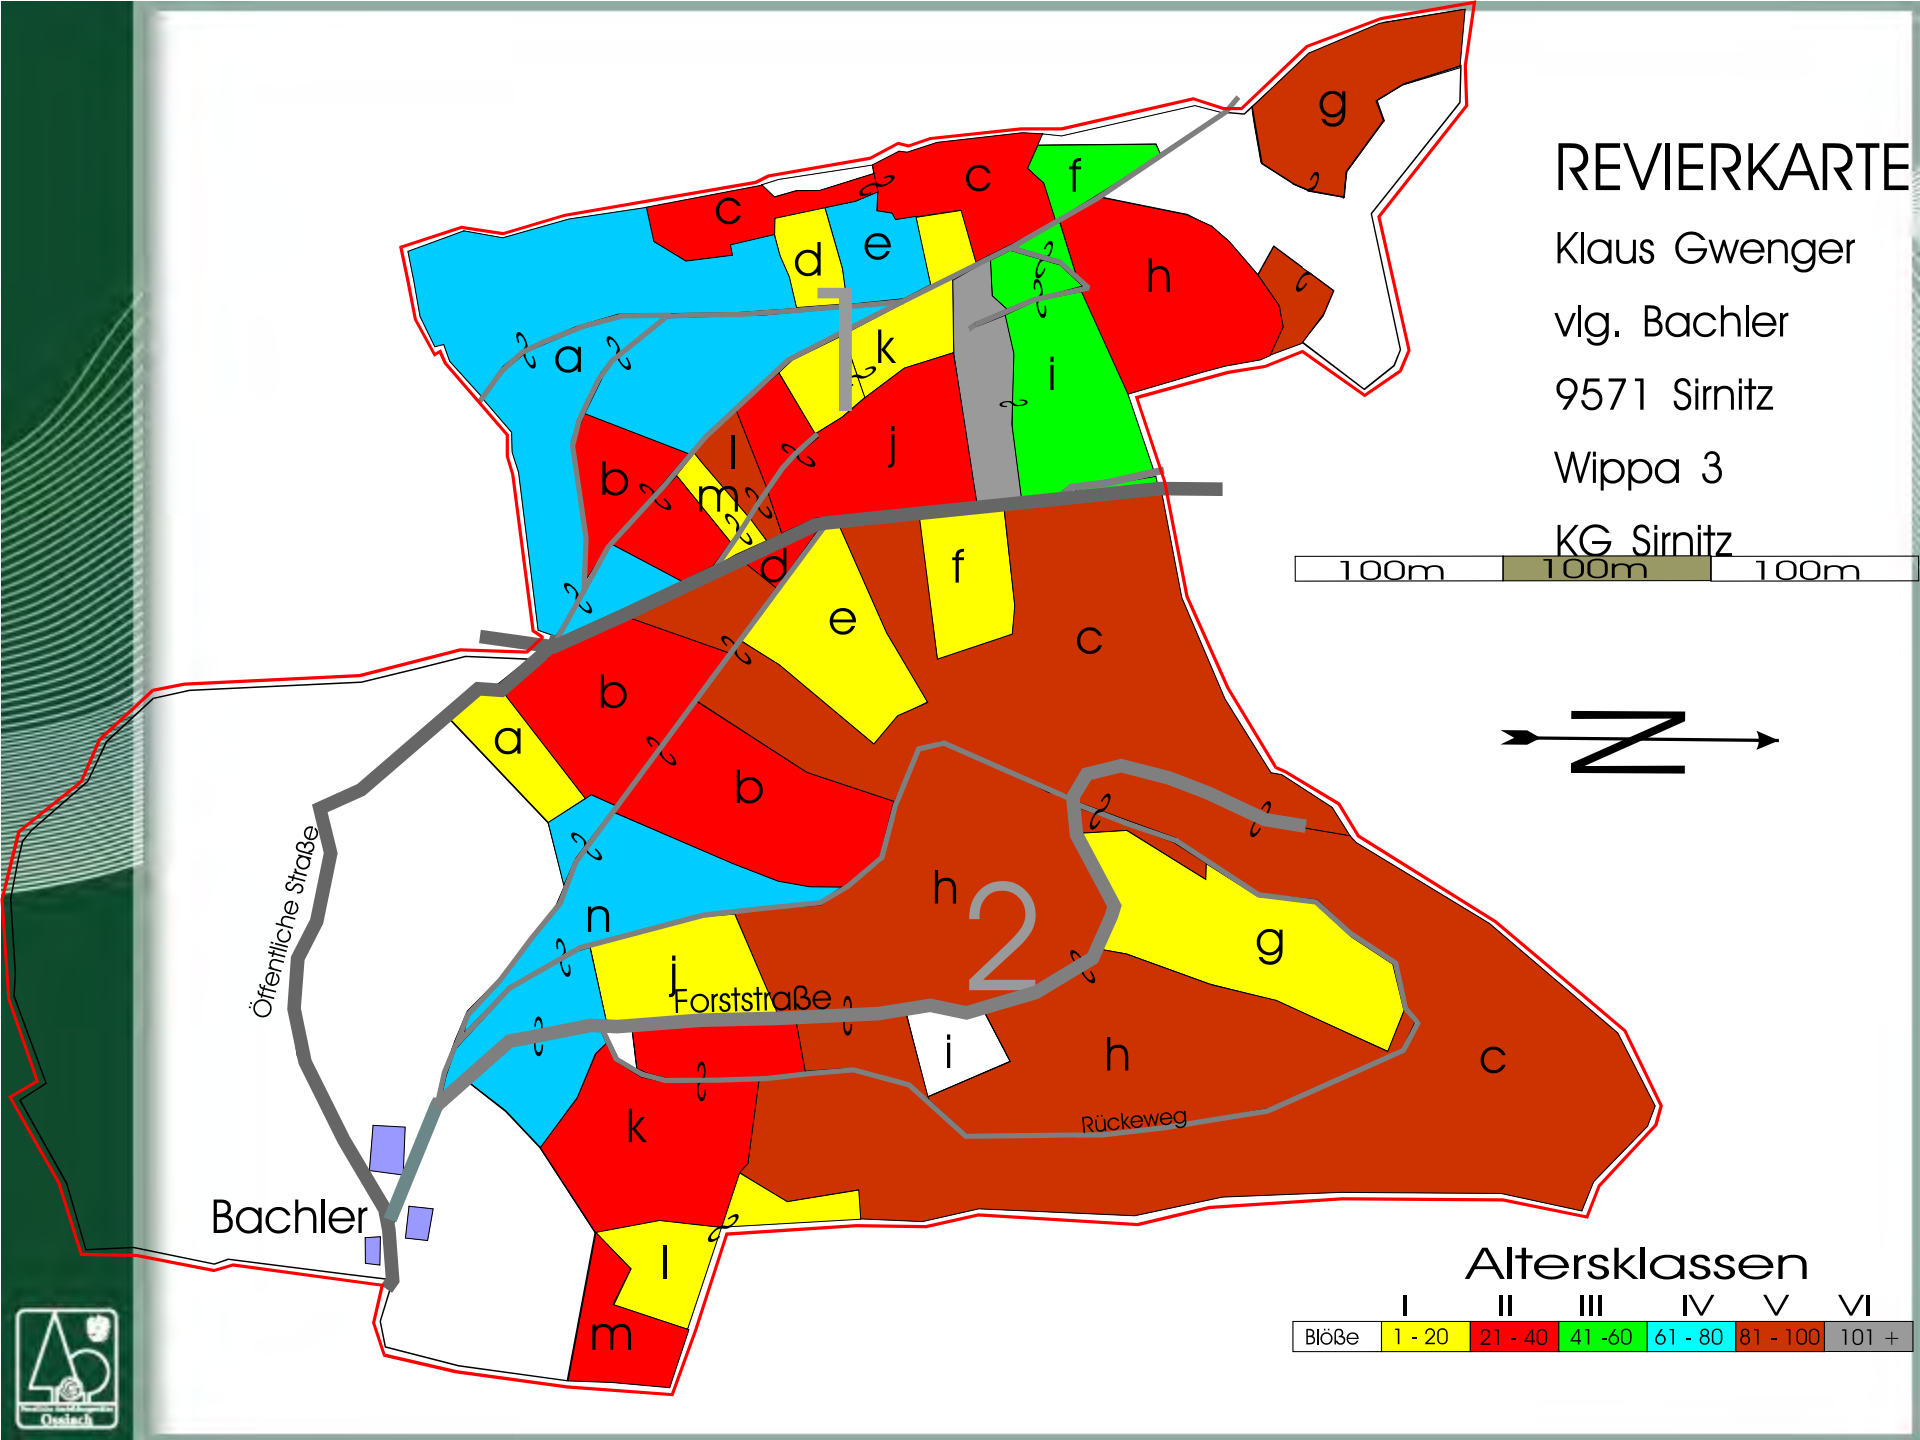 REVIERKARTE
Klaus Gwenger
vlg. Bachler
9571 Sirnitz
Wippa 3
KG Sirnitz
100m 100m 100m
N
g
c
f
c
h
d
e
1
a
k
i
j
l
b
m
d
f
e
c
b
a
b
h
2
n
g
j
Forststraße
i
h
c
k
Rückeweg
l
m
Öffentliche Straße
Bachler
Altersklassen
I II III IV V VI
Blöße 1 - 20 21 - 40 41 -60 61 - 80 81 - 100 101 +
Ossiach